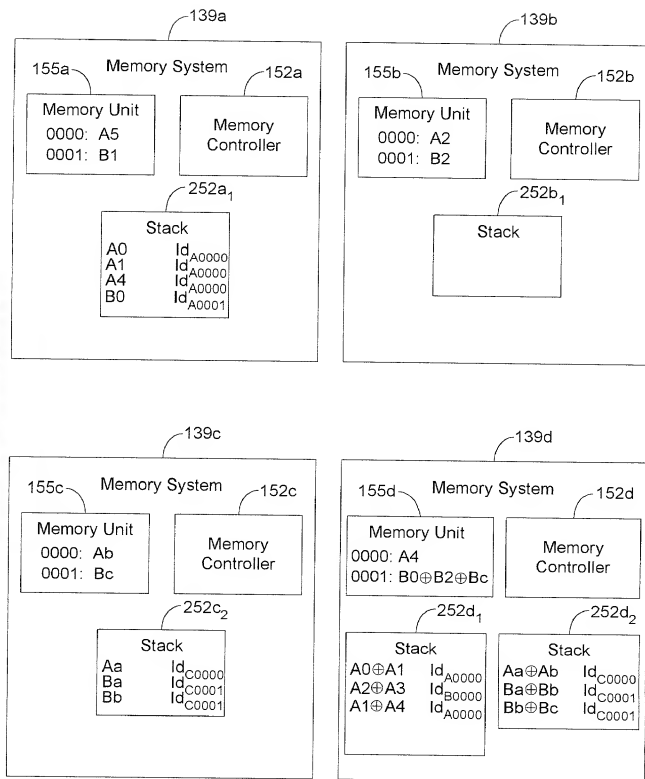 139a
Memory System
155a
152a
Memory Unit
0000: A5
0001: B1
Memory
Controller
252a1
Stack
A0 IdA0000
A1 IdA0000
A4 IdA0000
B0 IdA0001
139b
Memory System
155b
152b
Memory Unit
0000: A2
0001: B2
Memory
Controller
252b1
Stack
139c
Memory System
155c
152c
Memory Unit
0000: Ab
0001: Bc
Memory
Controller
252c2
Stack
Aa IdC0000
Ba IdC0001
Bb IdC0001
139d
Memory System
155d
152d
Memory Unit
0000: A4
0001: B0⊕B2⊕Bc
Memory
Controller
252d1
Stack
A0⊕A1 IdA0000
A2⊕A3 IdB0000
A1⊕A4 IdA0000
252d2
Stack
Aa⊕Ab IdC0000
Ba⊕Bb IdC0001
Bb⊕Bc IdC0001